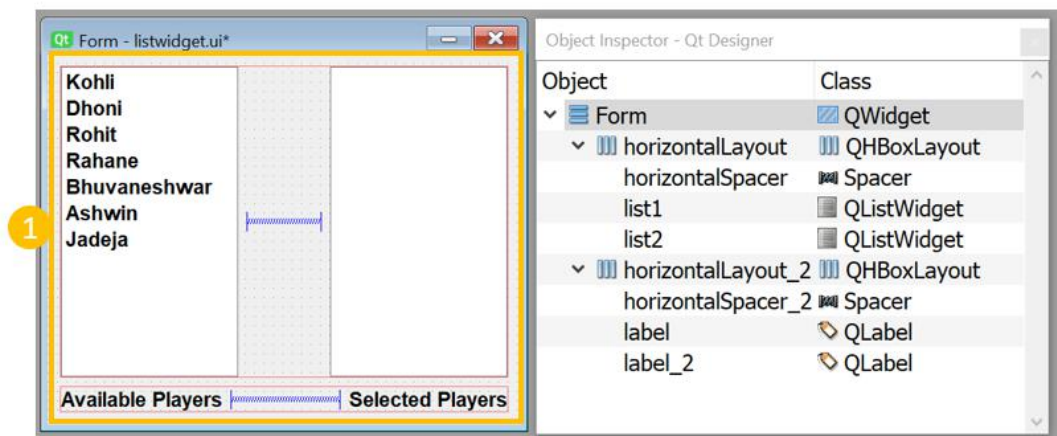 Qt Form - listwidget.ui*
Kohli
Dhoni
Rohit
Rahane
Bhuvaneshwar
Ashwin
Jadeja
1
Available Players Selected Players
Object Inspector - Qt Designer
Object Class
Form QWidget
horizontalLayout QHBoxLayout
horizontalSpacer Spacer
list1 QListWidget
list2 QListWidget
horizontalLayout_2 QHBoxLayout
horizontalSpacer_2 Spacer
label QLabel
label_2 QLabel